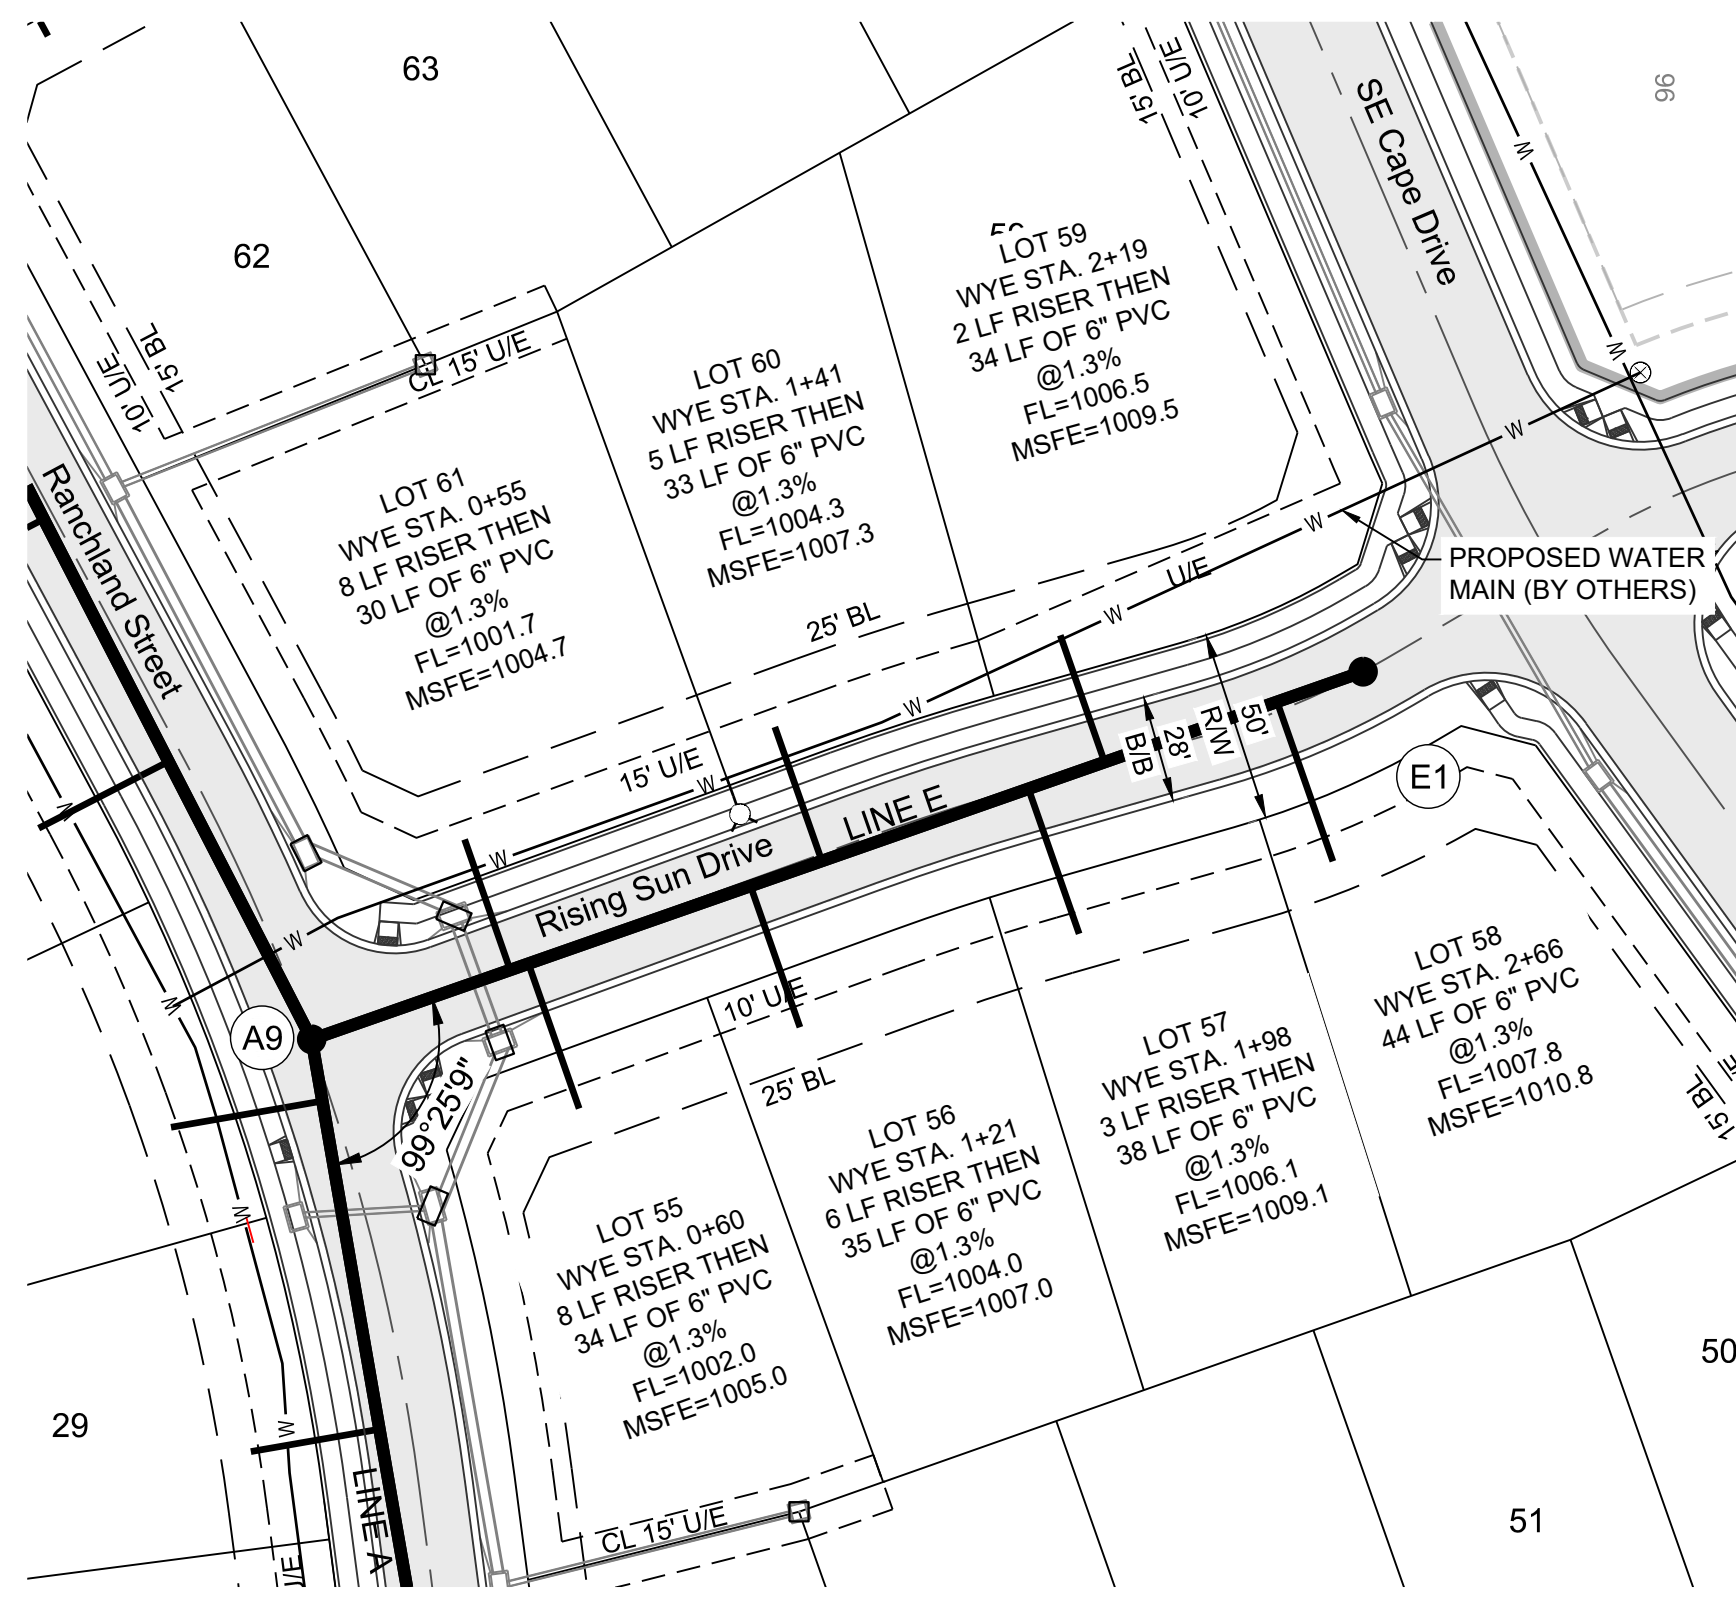 63
62
96
SE Cape Drive
15' BL
10' U/E
LOT 59
WYE STA. 2+19
2 LF RISER THEN
34 LF OF 6" PVC
@1.3%
FL=1006.5
MSFE=1009.5
LOT 60
WYE STA. 1+41
5 LF RISER THEN
33 LF OF 6" PVC
@1.3%
FL=1004.3
MSFE=1007.3
LOT 61
WYE STA. 0+55
8 LF RISER THEN
30 LF OF 6" PVC
@1.3%
FL=1001.7
MSFE=1004.7
CL 15' U/E
15' BL
10' U/E
Ranchland Street
25' BL
U/E
15' U/E
PROPOSED WATER
MAIN (BY OTHERS)
W
W
W
W
W
W
W
W
W
W
W
W
W
W
50'
R/W
28'
B/B
LINE E
Rising Sun Drive
E1
A9
99°25'9"
10' U/E
25' BL
LOT 58
WYE STA. 2+66
44 LF OF 6" PVC
@1.3%
FL=1007.8
MSFE=1010.8
15' BL
LOT 57
WYE STA. 1+98
3 LF RISER THEN
38 LF OF 6" PVC
@1.3%
FL=1006.1
MSFE=1009.1
LOT 56
WYE STA. 1+21
6 LF RISER THEN
35 LF OF 6" PVC
@1.3%
FL=1004.0
MSFE=1007.0
LOT 55
WYE STA. 0+60
8 LF RISER THEN
34 LF OF 6" PVC
@1.3%
FL=1002.0
MSFE=1005.0
29
50
51
CL 15' U/E
LINE A